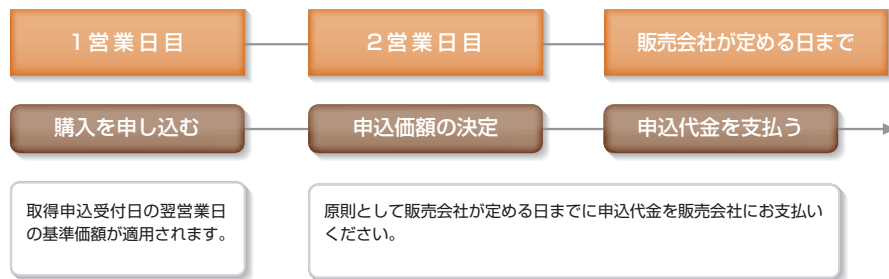 1営業日目
2営業日目
販売会社が定める日まで
購入を申し込む
申込価額の決定
申込代金を支払う
取得申込受付日の翌営業日
の基準価額が適用されます。
原則として販売会社が定める日までに申込代金を販売会社にお支払い
ください。